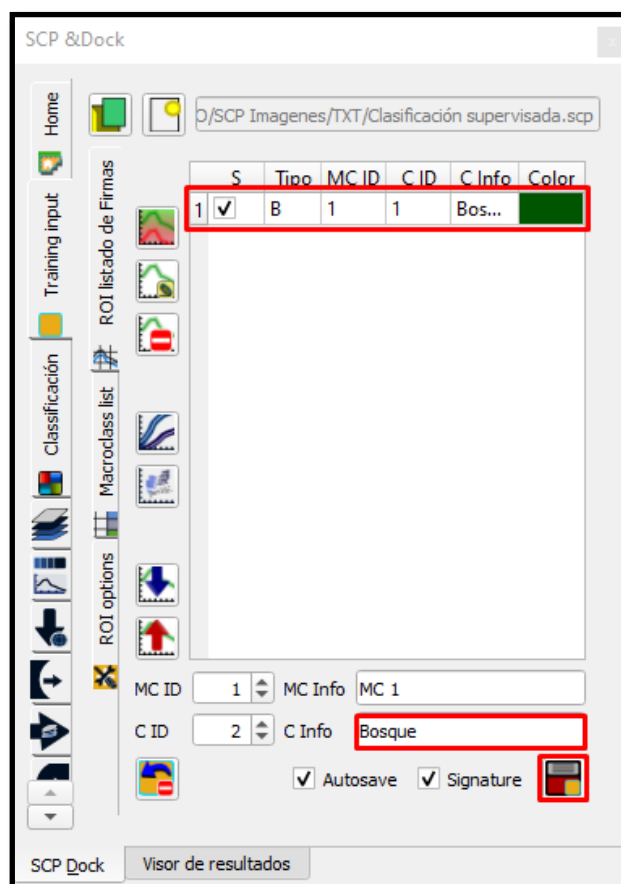 SCP &Dock
x
Home
Training input
Classificación
O/SCP Imagenes/TXT/Clasificación supervisada.scp
ROI listado de Firmas
Macroclass list
ROI options
S Tipo MC ID C ID C Info Color
1 B 1 1 Bos...
MC ID 1 MC Info MC 1
C ID 2 C Info Bosque
Autosave Signature
SCP Dock Visor de resultados